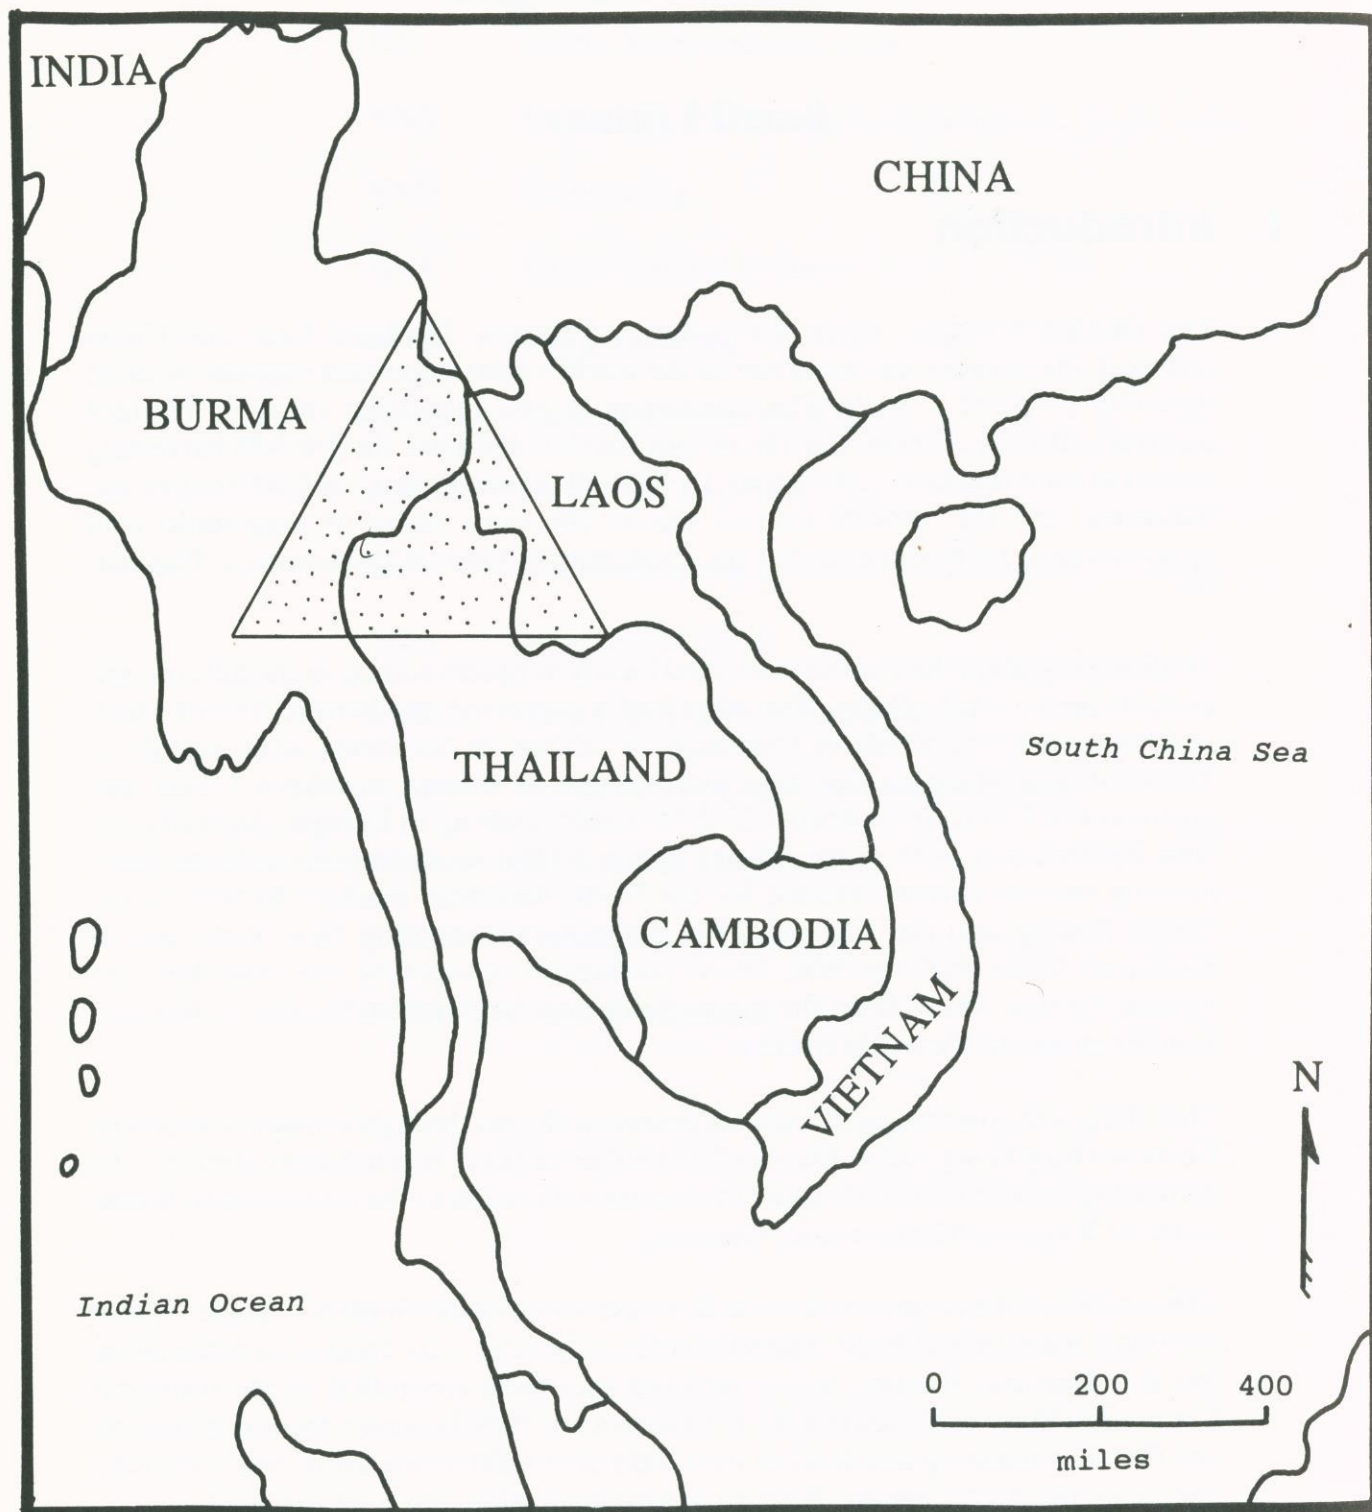 INDIA
CHINA
BURMA
LAOS
THAILAND
South China Sea
CAMBODIA
VIETNAM
N
Indian Ocean
0 200 400
miles